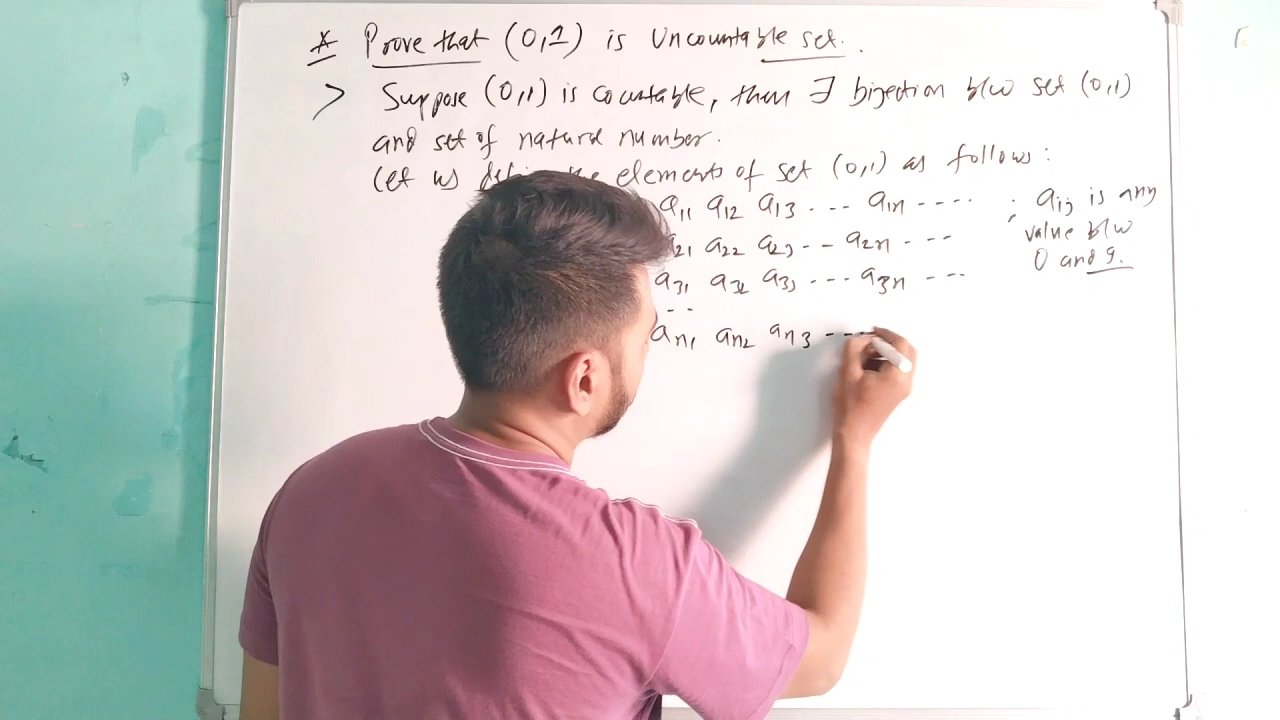 * Prove that (0,1) is Uncountable set.
> Suppose (0,1) is countable, then ∃ bijection b/w set (0,1)
and set of natural number.
Let us elements of set (0,1) as follows:
a11 a12 a13 ... a1n .... ; aij is any
a21 a22 a23 -- a2n . -- value b/w
0 and 9.
a31 a32 a33 --- a3n ---
--
an1 an2 an3 ---